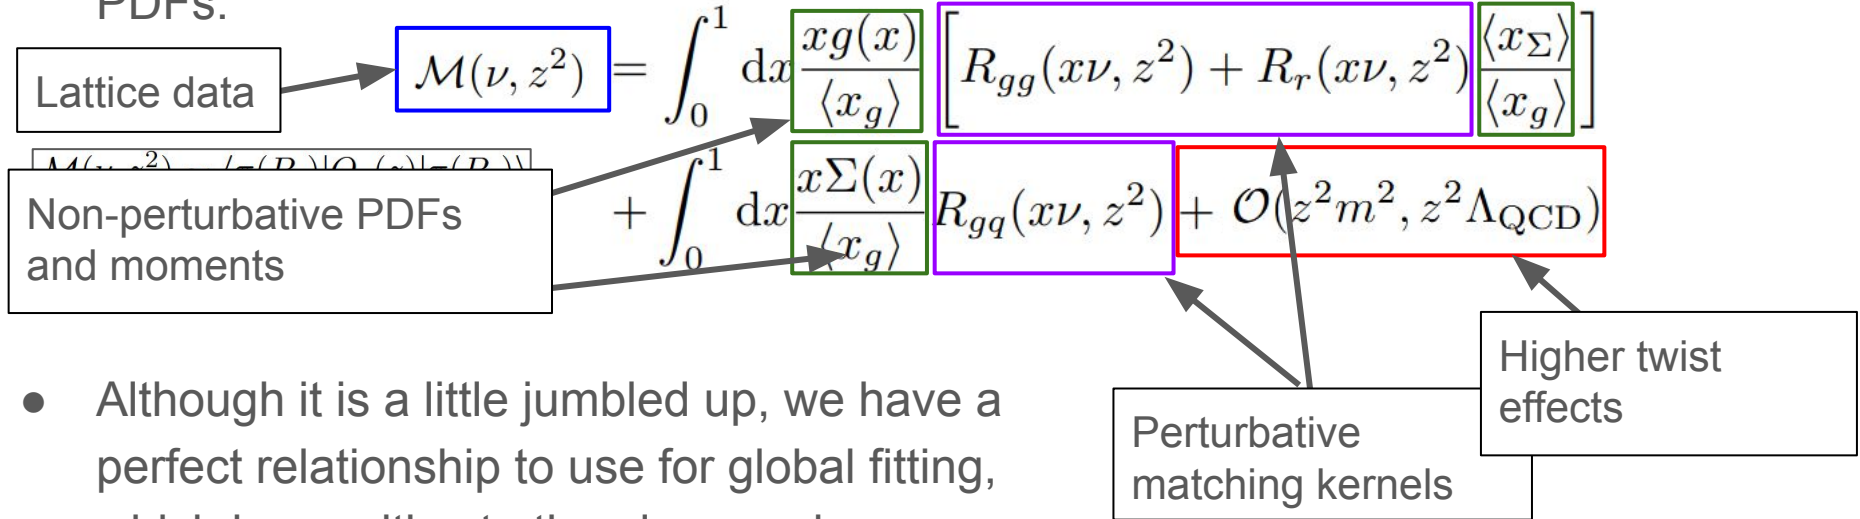 PDFs:
Lattice data
M(ν, z²) = ∫₀¹ dx xg(x)/⟨x_g⟩ [R_gg(xν, z²) + R_r(xν, z²) ⟨x_Σ⟩/⟨x_g⟩]
+ ∫₀¹ dx xΣ(x)/⟨x_g⟩ R_gq(xν, z²) + O(z²m², z²Λ_QCD)
Non-perturbative PDFs
and moments
Higher twist
effects
Perturbative
matching kernels
● Although it is a little jumbled up, we have a
perfect relationship to use for global fitting,